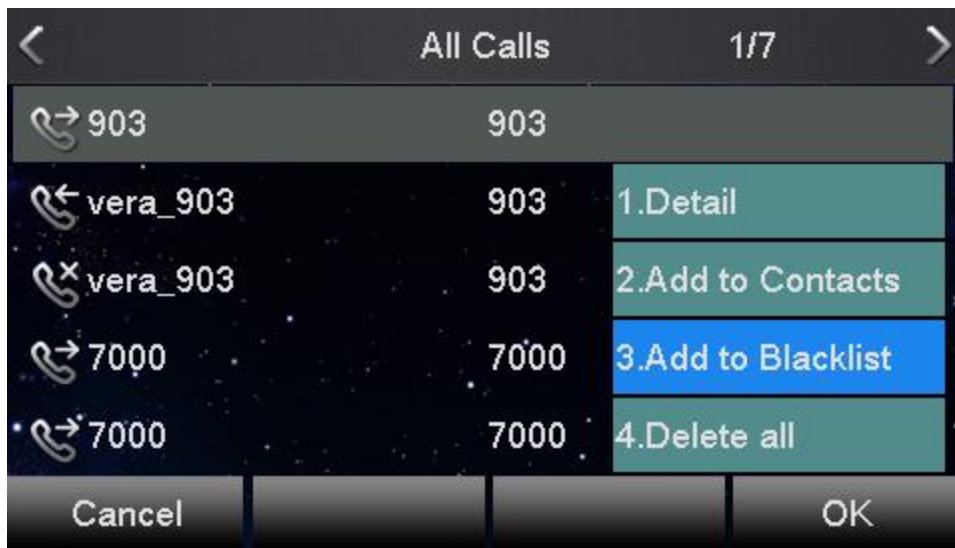 All Calls 1/7
903 903
vera_903 903 1.Detail
vera_903 903 2.Add to Contacts
7000 7000 3.Add to Blacklist
7000 7000 4.Delete all
Cancel OK